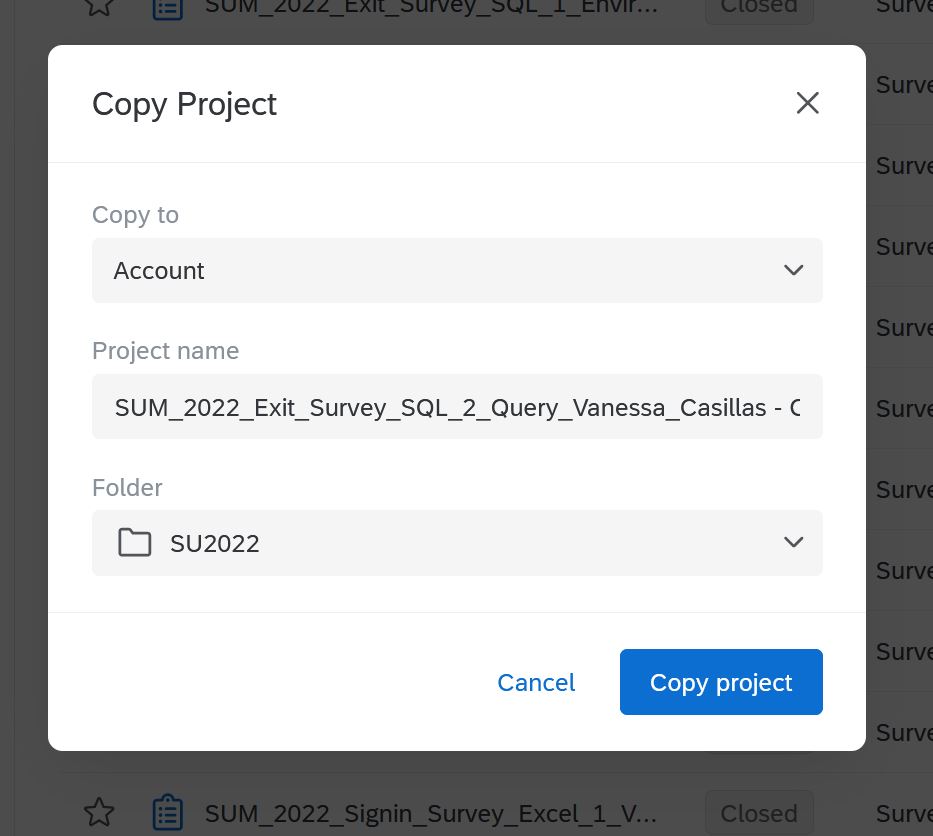 SUM_2022_Exit_Survey_SQL_1_Envir... Closed Surve
Copy Project
Surve
Surve
Copy to
Surve
Account
Surve
Project name
SUM_2022_Exit_Survey_SQL_2_Query_Vanessa_Casillas - C
Surve
Folder
Surve
SU2022
Surve
Surve
Cancel Copy project
Surve
SUM_2022_Signin_Survey_Excel_1_V... Closed Surve